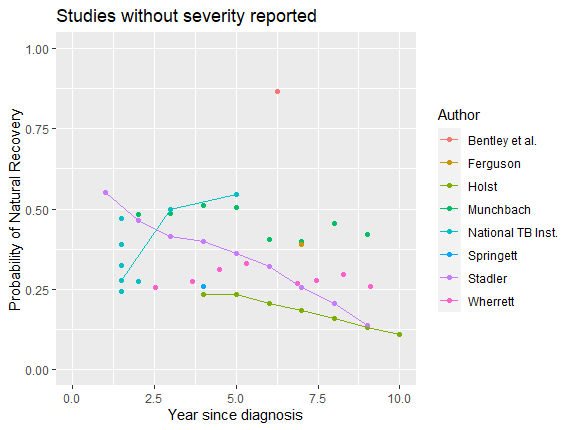 Studies without severity reported
Probability of Natural Recovery
1.00
0.75
0.50
0.25
0.00
0.0
2.5
5.0
7.5
10.0
Year since diagnosis
Author
Bentley et al.
Ferguson
Holst
Munchbach
National TB Inst.
Springett
Stadler
Wherrett